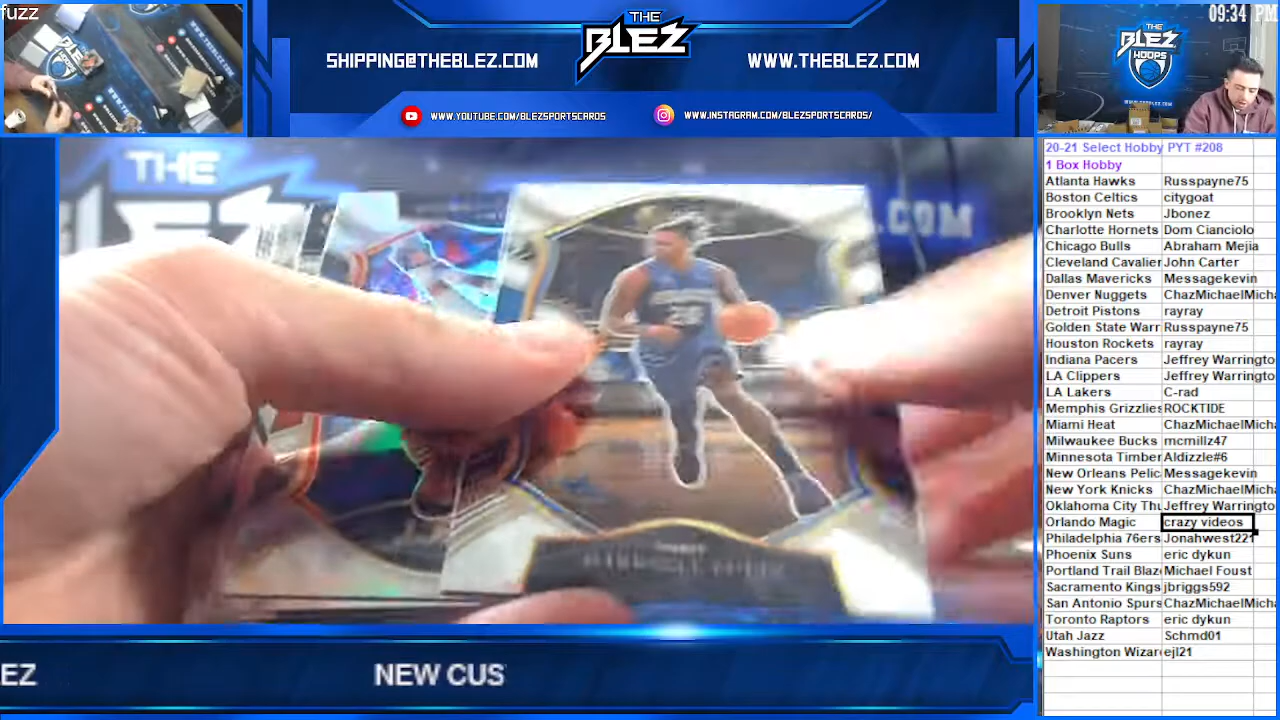 fuzz
THE
BLEZ
SHIPPING@THEBLEZ.COM
WWW.THEBLEZ.COM
WWW.YOUTUBE.COM/BLEZSPORTSCARDS
WWW.INSTAGRAM.COM/BLEZSPORTSCARDS/
09:34 PM
THE
BLEZ
HOOPS
THE
.COM
20-21 Select Hobby PYT #208
1 Box Hobby
Atlanta Hawks Russpayne75
Boston Celtics citygoat
Brooklyn Nets Jbonez
Charlotte Hornets Dom Cianciolo
Chicago Bulls Abraham Mejia
Cleveland Cavalier John Carter
Dallas Mavericks Messagekevin
Denver Nuggets ChazMichaelMicha
Detroit Pistons rayray
Golden State Warr Russpayne75
Houston Rockets rayray
Indiana Pacers Jeffrey Warrington
LA Clippers Jeffrey Warrington
LA Lakers C-rad
Memphis Grizzlies ROCKTIDE
Miami Heat ChazMichaelMicha
Milwaukee Bucks mcmillz47
Minnesota Timber Aldizzle#6
New Orleans Pelic Messagekevin
New York Knicks ChazMichaelMicha
Oklahoma City Thu Jeffrey Warrington
Orlando Magic crazy videos
Philadelphia 76ers Jonahwest221
Phoenix Suns eric dykun
Portland Trail Blaz Michael Foust
Sacramento Kings jbriggs592
San Antonio Spurs ChazMichaelMicha
Toronto Raptors eric dykun
Utah Jazz Schmd01
Washington Wizar ejl21
EZ NEW CUS